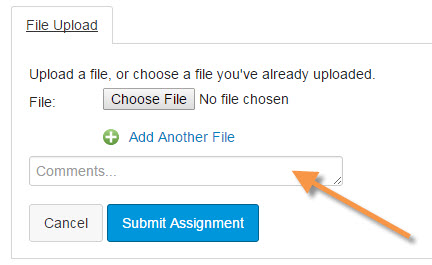 File Upload
Upload a file, or choose a file you've already uploaded.
File: Choose File No file chosen
Add Another File
Comments...
Cancel Submit Assignment